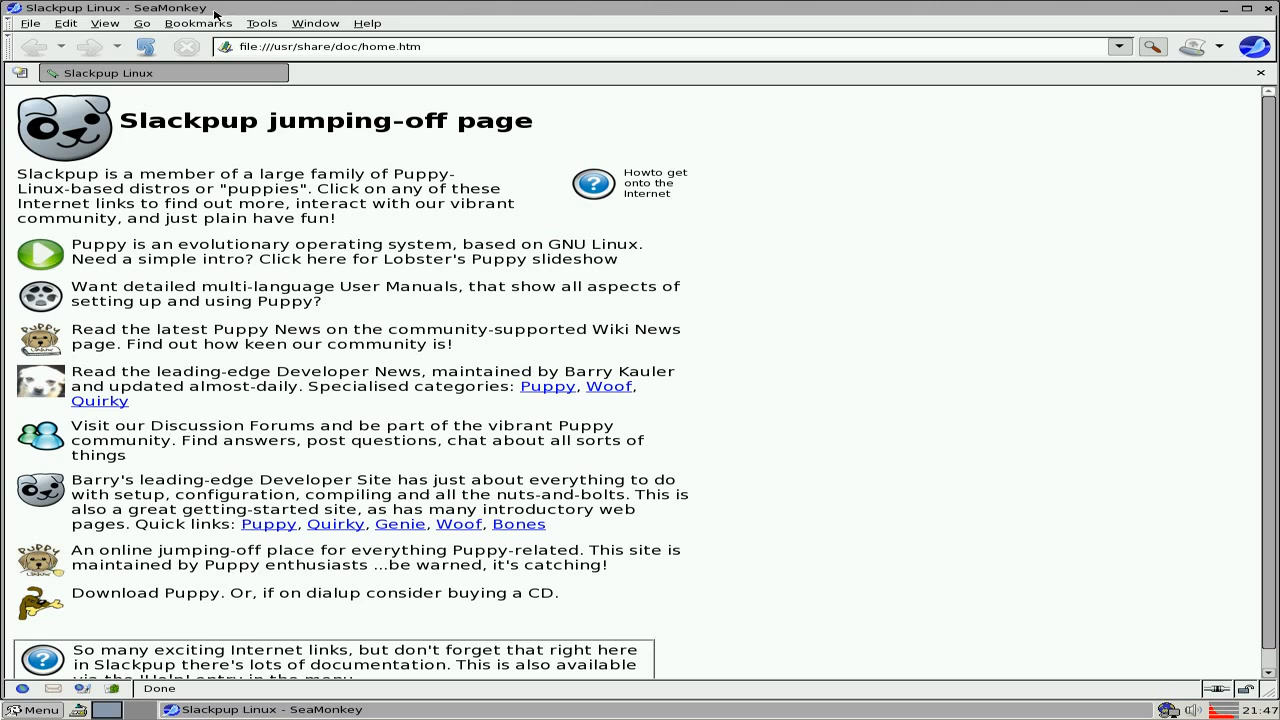 Slackpup Linux - SeaMonkey
File Edit View Go Bookmarks Tools Window Help
file:///usr/share/doc/home.htm
Slackpup Linux
Slackpup jumping-off page
Slackpup is a member of a large family of Puppy-
Linux-based distros or "puppies". Click on any of these
Internet links to find out more, interact with our vibrant
community, and just plain have fun!
Howto get
onto the
Internet
Puppy is an evolutionary operating system, based on GNU Linux.
Need a simple intro? Click here for Lobster's Puppy slideshow
Want detailed multi-language User Manuals, that show all aspects of
setting up and using Puppy?
PUPPY
Read the latest Puppy News on the community-supported Wiki News
page. Find out how keen our community is!
Read the leading-edge Developer News, maintained by Barry Kauler
and updated almost-daily. Specialised categories: Puppy, Woof,
Quirky
Visit our Discussion Forums and be part of the vibrant Puppy
community. Find answers, post questions, chat about all sorts of
things
Barry's leading-edge Developer Site has just about everything to do
with setup, configuration, compiling and all the nuts-and-bolts. This is
also a great getting-started site, as has many introductory web
pages. Quick links: Puppy, Quirky, Genie, Woof, Bones
PUPPY
An online jumping-off place for everything Puppy-related. This site is
maintained by Puppy enthusiasts ...be warned, it's catching!
Download Puppy. Or, if on dialup consider buying a CD.
So many exciting Internet links, but don't forget that right here
in Slackpup there's lots of documentation. This is also available
via the 'Help' entry in the menu
Done
Menu
Slackpup Linux - SeaMonkey
21:47